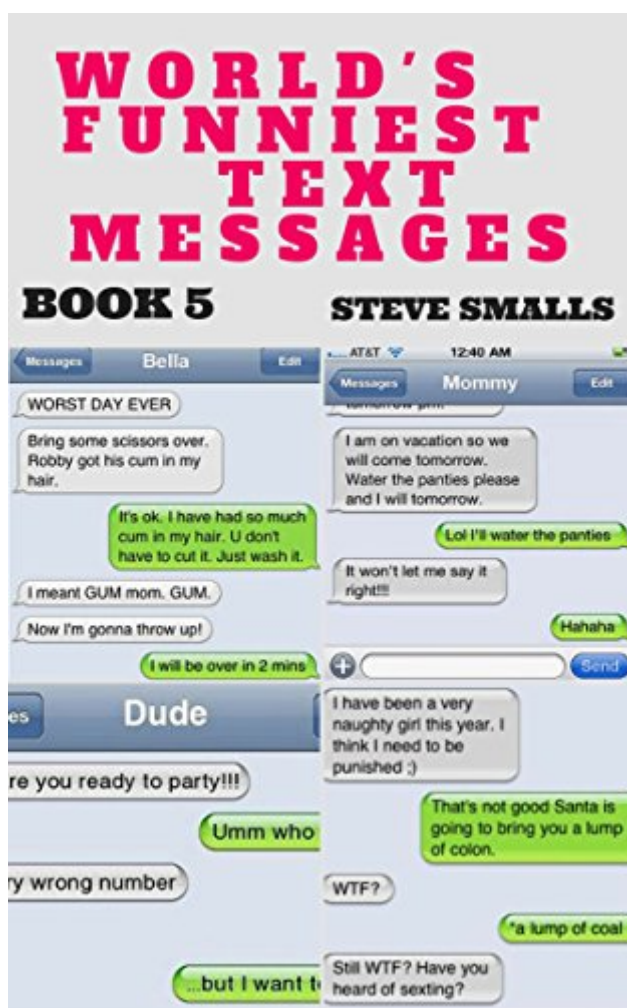 WORLD'S
FUNNIEST
TEXT
MESSAGES
BOOK 5
STEVE SMALLS
Messages
Bella
Edit
WORST DAY EVER
Bring some scissors over.
Robby got his cum in my
hair.
It's ok. I have had so much
cum in my hair. U don't
have to cut it. Just wash it.
I meant GUM mom. GUM.
Now I'm gonna throw up!
I will be over in 2 mins
AT&T
12:40 AM
Messages
Mommy
Edit
I am on vacation so we
will come tomorrow.
Water the panties please
and I will tomorrow.
Lol I'll water the panties
It won't let me say it
right!!!
Hahaha
Send
es
Dude
re you ready to party!!!
Umm who
ry wrong number
...but I want t
I have been a very
naughty girl this year. I
think I need to be
punished ;)
That's not good Santa is
going to bring you a lump
of colon.
WTF?
*a lump of coal
Still WTF? Have you
heard of sexting?